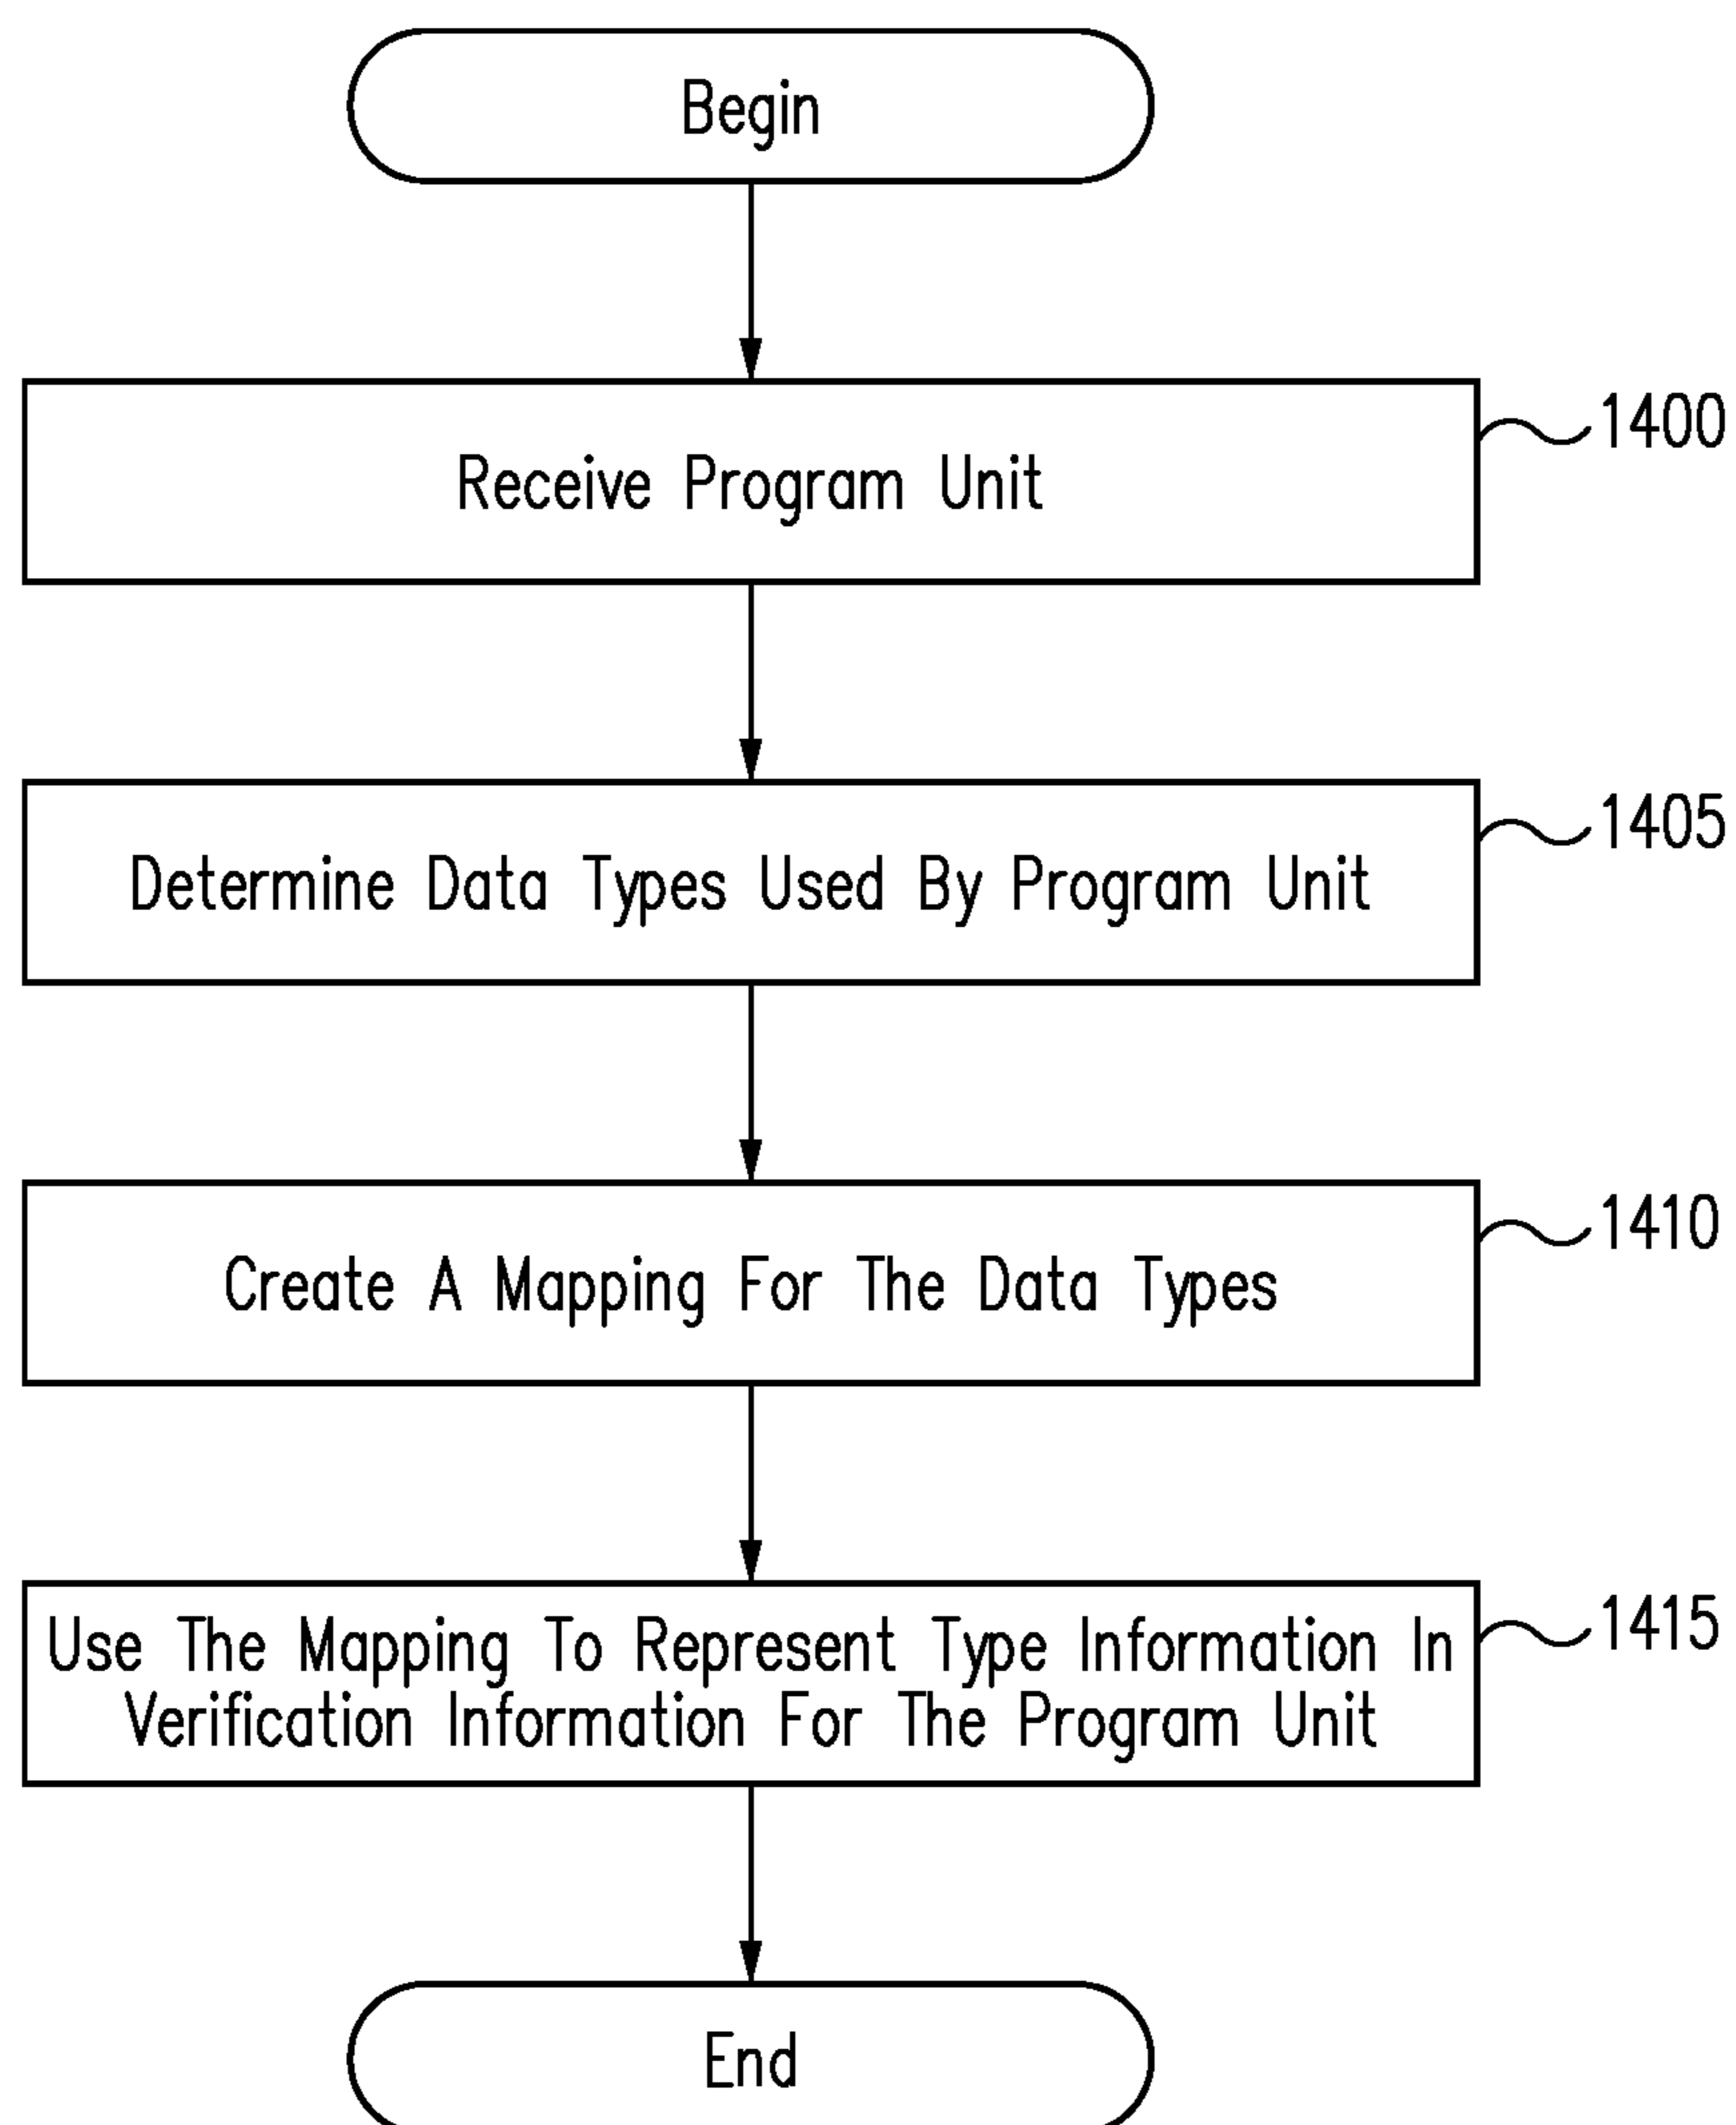 Begin
Receive Program Unit
1400
Determine Data Types Used By Program Unit
1405
Create A Mapping For The Data Types
1410
Use The Mapping To Represent Type Information In
Verification Information For The Program Unit
1415
End